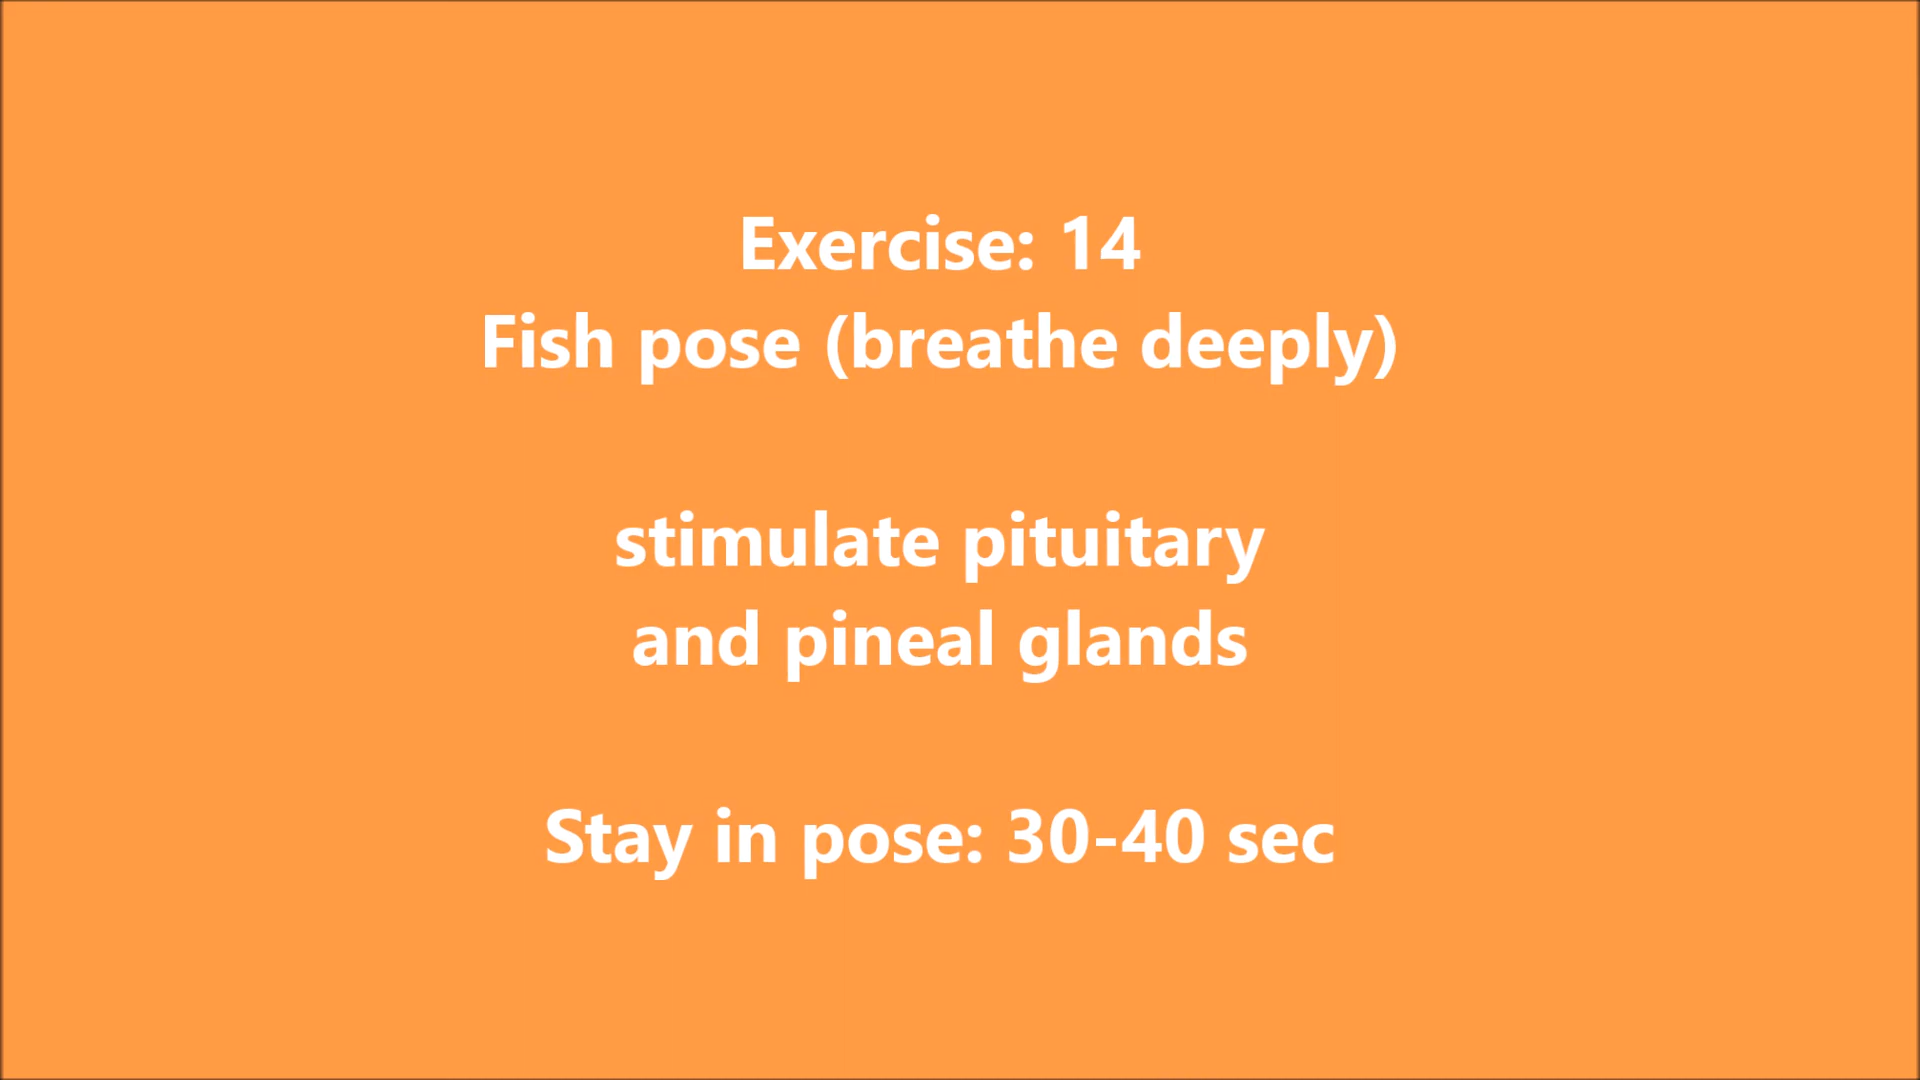 Exercise: 14
Fish pose (breathe deeply)
stimulate pituitary
and pineal glands
Stay in pose: 30-40 sec